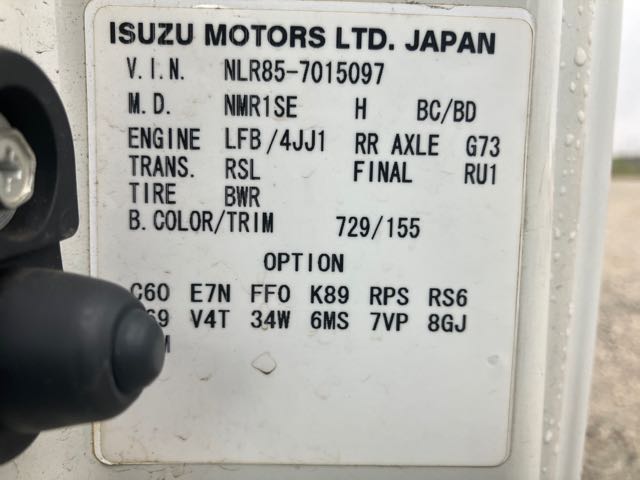 ISUZU MOTORS LTD. JAPAN
V.I.N. NLR85-7015097
M.D. NMR1SE H BC/BD
ENGINE LFB/4JJ1 RR AXLE G73
TRANS. RSL FINAL RU1
TIRE BWR
B.COLOR/TRIM 729/155
OPTION
C60 E7N FF0 K89 RPS RS6
V4T 34W 6MS 7VP 8GJ